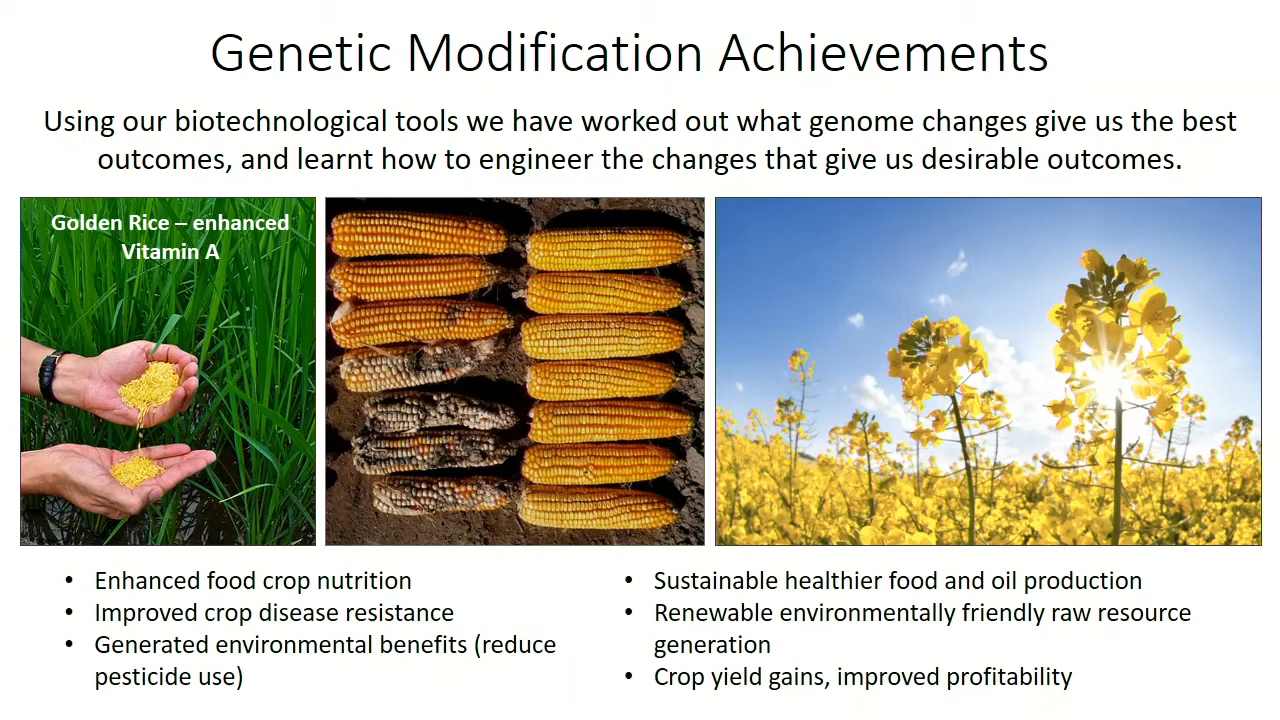 Genetic Modification Achievements
Using our biotechnological tools we have worked out what genome changes give us the best
outcomes, and learnt how to engineer the changes that give us desirable outcomes.
Golden Rice – enhanced
Vitamin A
• Enhanced food crop nutrition
• Improved crop disease resistance
• Generated environmental benefits (reduce
pesticide use)
• Sustainable healthier food and oil production
• Renewable environmentally friendly raw resource
generation
• Crop yield gains, improved profitability